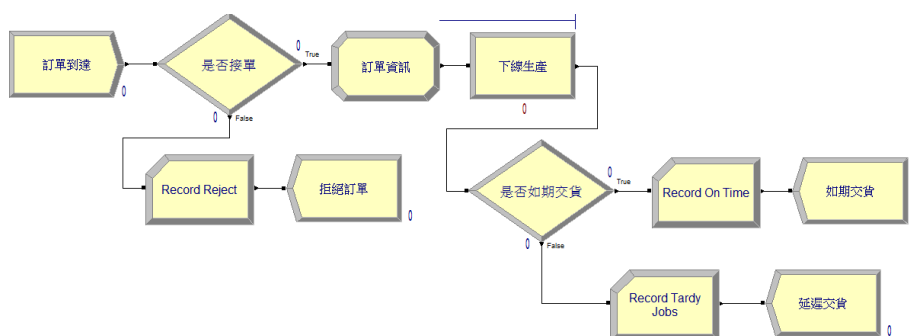 訂單到達
0
是否接單
0
True
0
False
訂單資訊
下線生產
0
Record Reject
拒絕訂單
0
是否如期交貨
0
True
0
False
Record On Time
如期交貨
Record Tardy
Jobs
延遲交貨
0